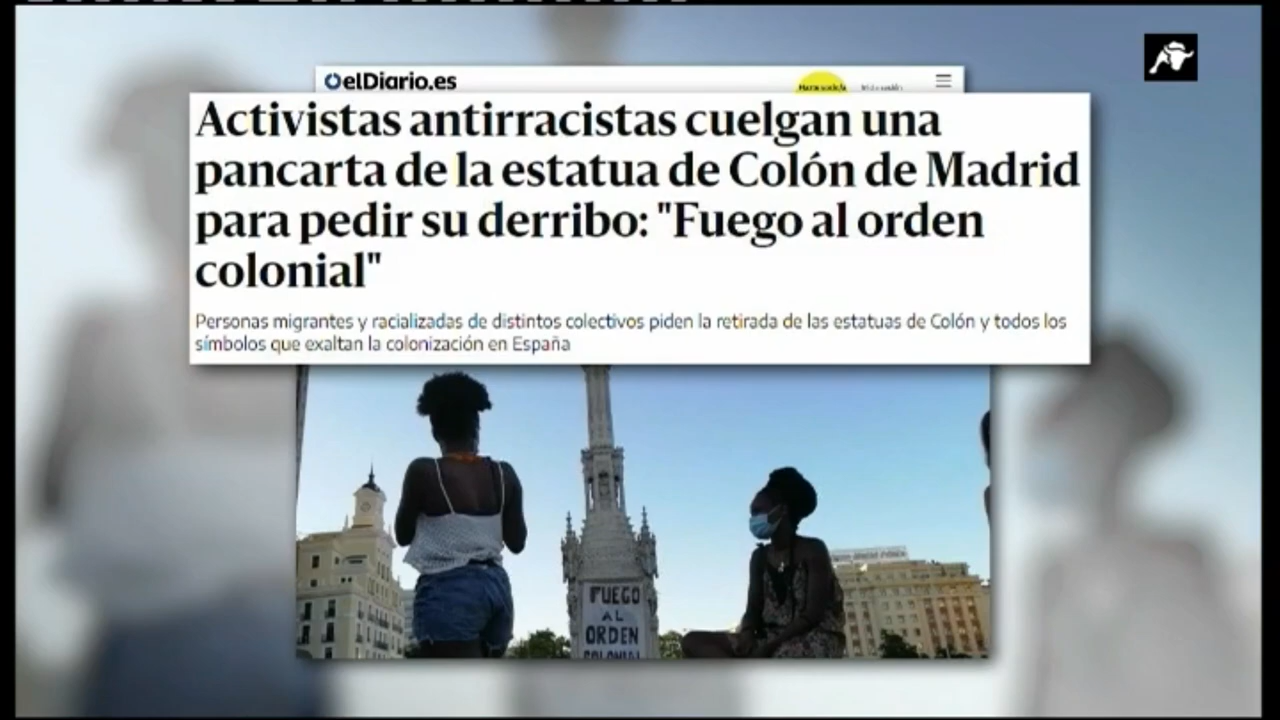 elDiario.es
Activistas antirracistas cuelgan una
pancarta de la estatua de Colón de Madrid
para pedir su derribo: "Fuego al orden
colonial"
Personas migrantes y racializadas de distintos colectivos piden la retirada de las estatuas de Colón y todos los
símbolos que exaltan la colonización en España
FUEGO
AL
ORDEN
COLONIAL